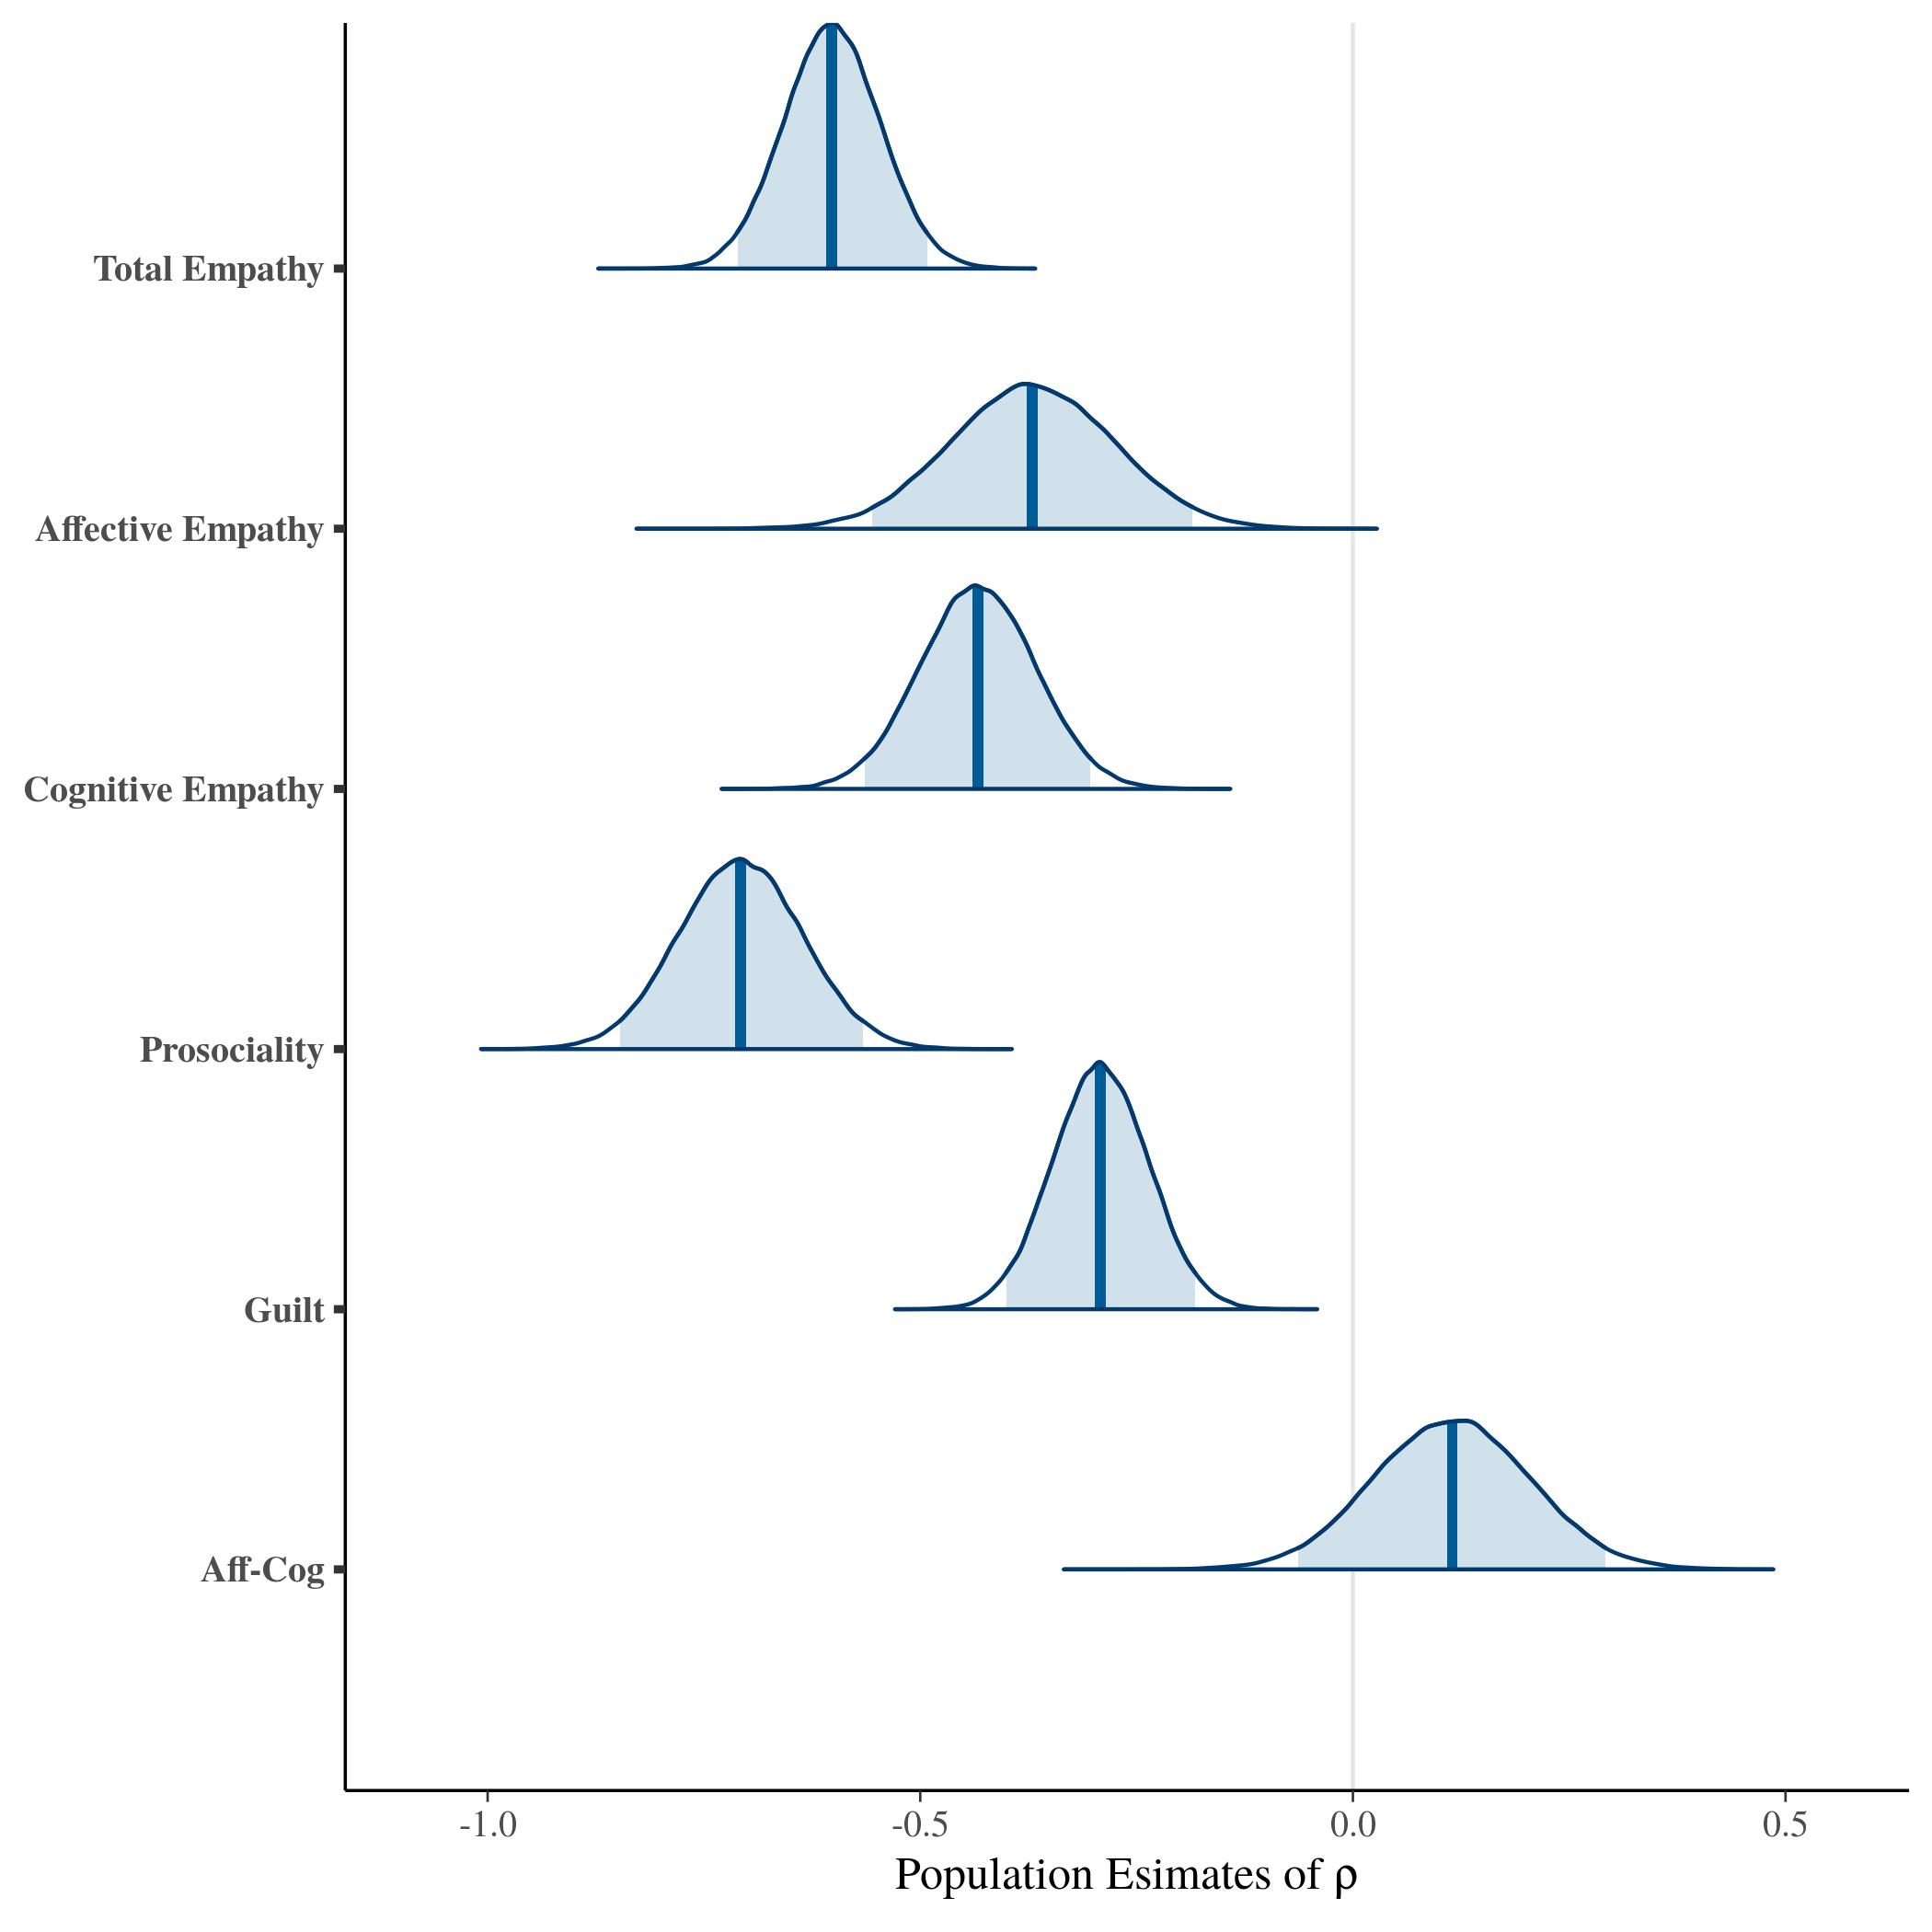 Total Empathy
Affective Empathy
Cognitive Empathy
Prosociality
Guilt
Aff-Cog
-1.0 -0.5 0.0 0.5
Population Esimates of ρ